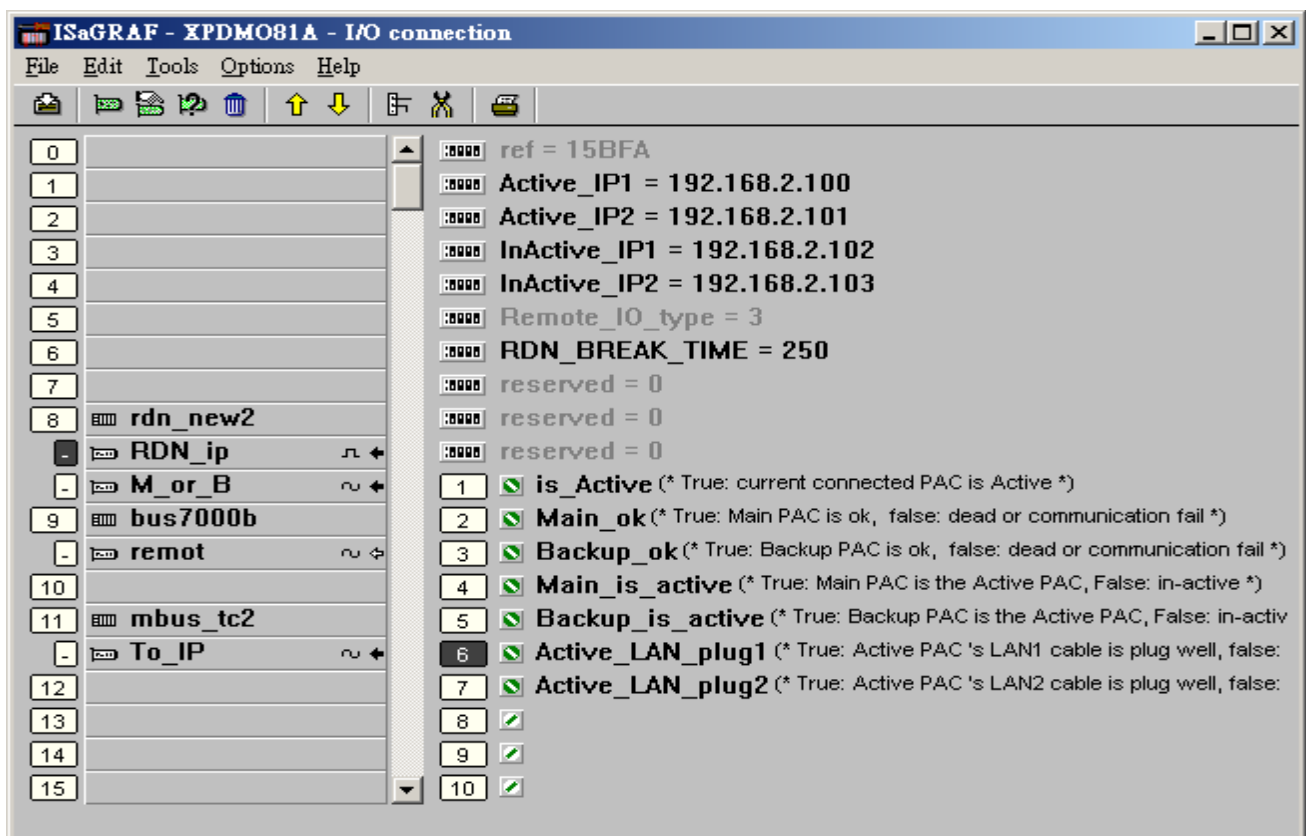 ISaGRAF - XPDMO81A - I/O connection
File Edit Tools Options Help
0
1
2
3
4
5
6
7
8 rdn_new2
- RDN_ip
- M_or_B
9 bus7000b
- remot
10
11 mbus_tc2
- To_IP
12
13
14
15
ref = 15BFA
Active_IP1 = 192.168.2.100
Active_IP2 = 192.168.2.101
InActive_IP1 = 192.168.2.102
InActive_IP2 = 192.168.2.103
Remote_IO_type = 3
RDN_BREAK_TIME = 250
reserved = 0
reserved = 0
reserved = 0
1 is_Active (* True: current connected PAC is Active *)
2 Main_ok (* True: Main PAC is ok, false: dead or communication fail *)
3 Backup_ok (* True: Backup PAC is ok, false: dead or communication fail *)
4 Main_is_active (* True: Main PAC is the Active PAC, False: in-active *)
5 Backup_is_active (* True: Backup PAC is the Active PAC, False: in-activ
6 Active_LAN_plug1 (* True: Active PAC 's LAN1 cable is plug well, false:
7 Active_LAN_plug2 (* True: Active PAC 's LAN2 cable is plug well, false:
8
9
10